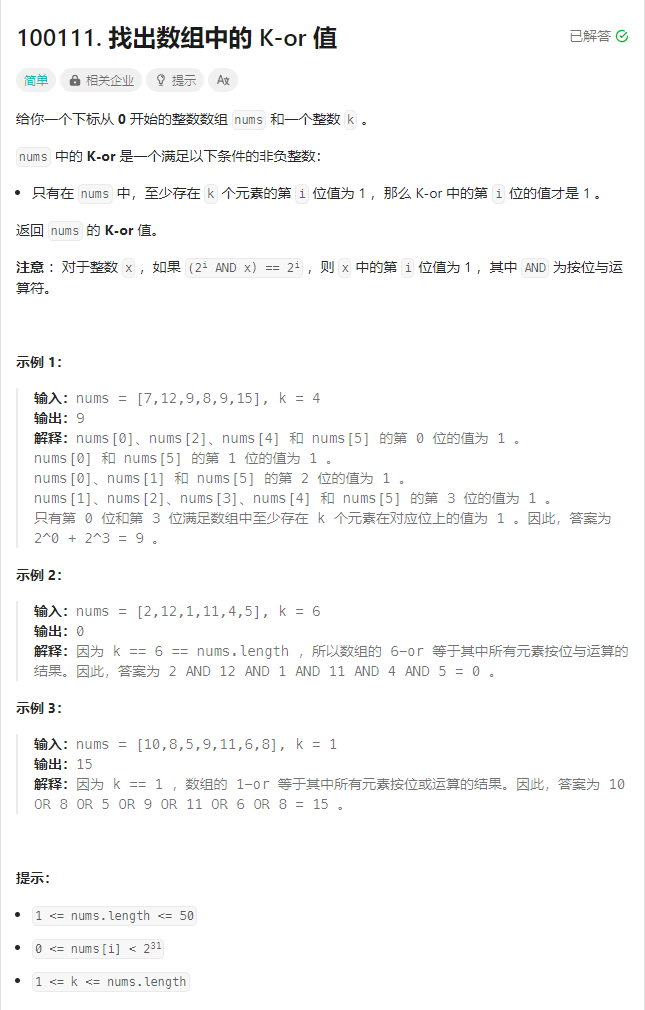 100111. 找出数组中的 K-or 值
已解答
简单 相关企业 提示 A文
给你一个下标从 0 开始的整数数组 nums 和一个整数 k 。
nums 中的 K-or 是一个满足以下条件的非负整数：
• 只有在 nums 中，至少存在 k 个元素的第 i 位值为 1 ，那么 K-or 中的第 i 位的值才是 1 。
返回 nums 的 K-or 值。
注意 ：对于整数 x ，如果 (2ⁱ AND x) == 2ⁱ ，则 x 中的第 i 位值为 1 ，其中 AND 为按位与运
算符。
示例 1：
输入：nums = [7,12,9,8,9,15], k = 4
输出：9
解释：nums[0]、nums[2]、nums[4] 和 nums[5] 的第 0 位的值为 1 。
nums[0] 和 nums[5] 的第 1 位的值为 1 。
nums[0]、nums[1] 和 nums[5] 的第 2 位的值为 1 。
nums[1]、nums[2]、nums[3]、nums[4] 和 nums[5] 的第 3 位的值为 1 。
只有第 0 位和第 3 位满足数组中至少存在 k 个元素在对应位上的值为 1 。因此，答案为
2^0 + 2^3 = 9 。
示例 2：
输入：nums = [2,12,1,11,4,5], k = 6
输出：0
解释：因为 k == 6 == nums.length ，所以数组的 6-or 等于其中所有元素按位与运算的
结果。因此，答案为 2 AND 12 AND 1 AND 11 AND 4 AND 5 = 0 。
示例 3：
输入：nums = [10,8,5,9,11,6,8], k = 1
输出：15
解释：因为 k == 1 ，数组的 1-or 等于其中所有元素按位或运算的结果。因此，答案为 10
OR 8 OR 5 OR 9 OR 11 OR 6 OR 8 = 15 。
提示：
• 1 <= nums.length <= 50
• 0 <= nums[i] < 2³¹
• 1 <= k <= nums.length